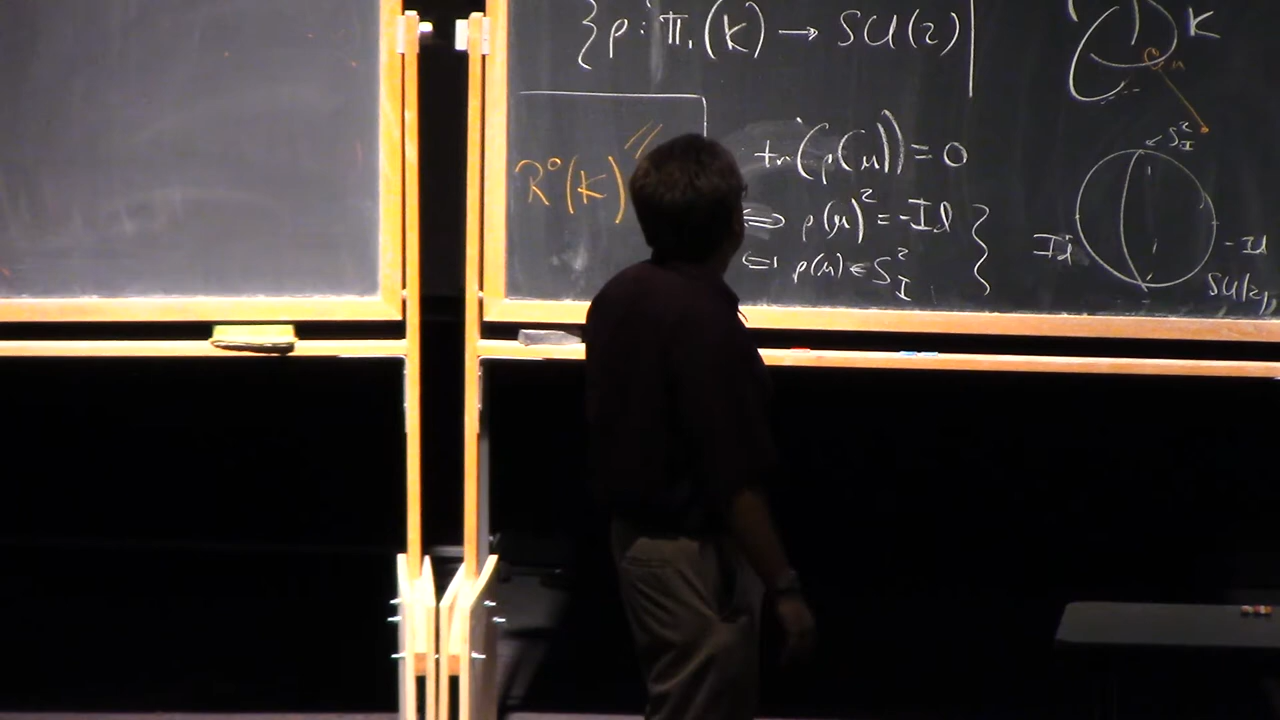 {ρ : π₁(K) → SU(2) |
K
μ
tr(ρ(μ)) = 0
R°(K)
⇔ ρ(μ)² = -Id
⇔ ρ(μ) ∈ S²_I }
← S²_I
Id
-Id
SU(2)